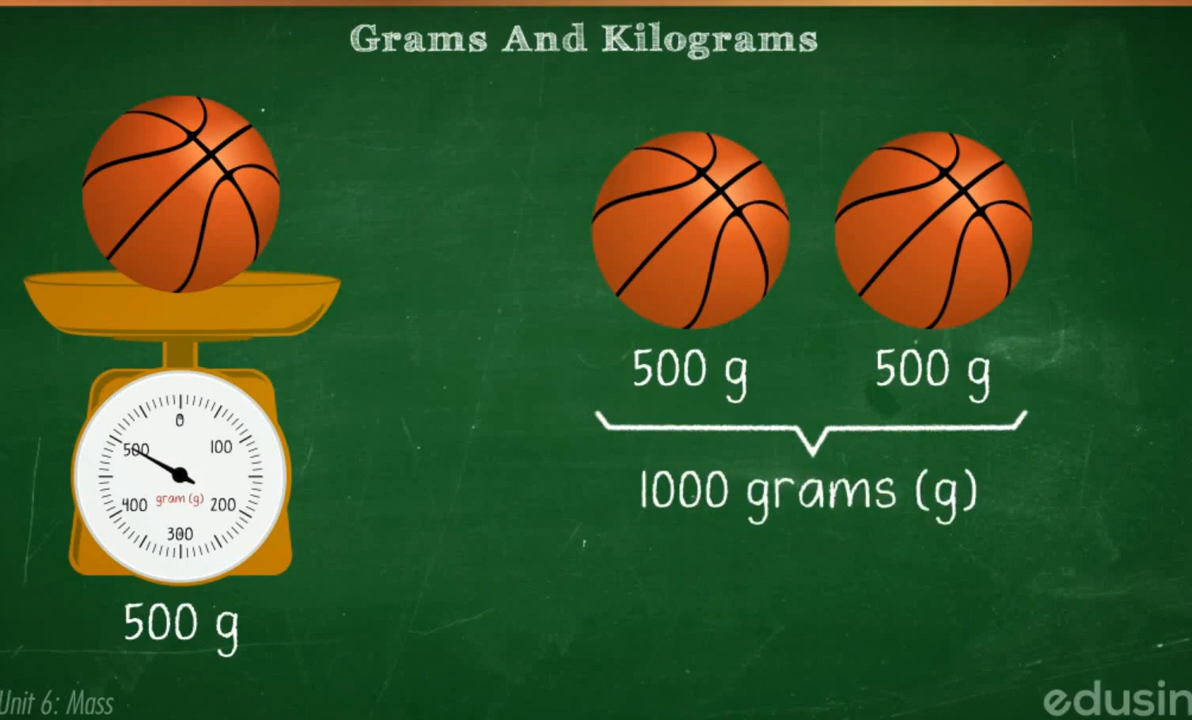 Grams And Kilograms
0
500 100
400 gram (g) 200
300
500 g
500 g 500 g
1000 grams (g)
Unit 6: Mass
edusin